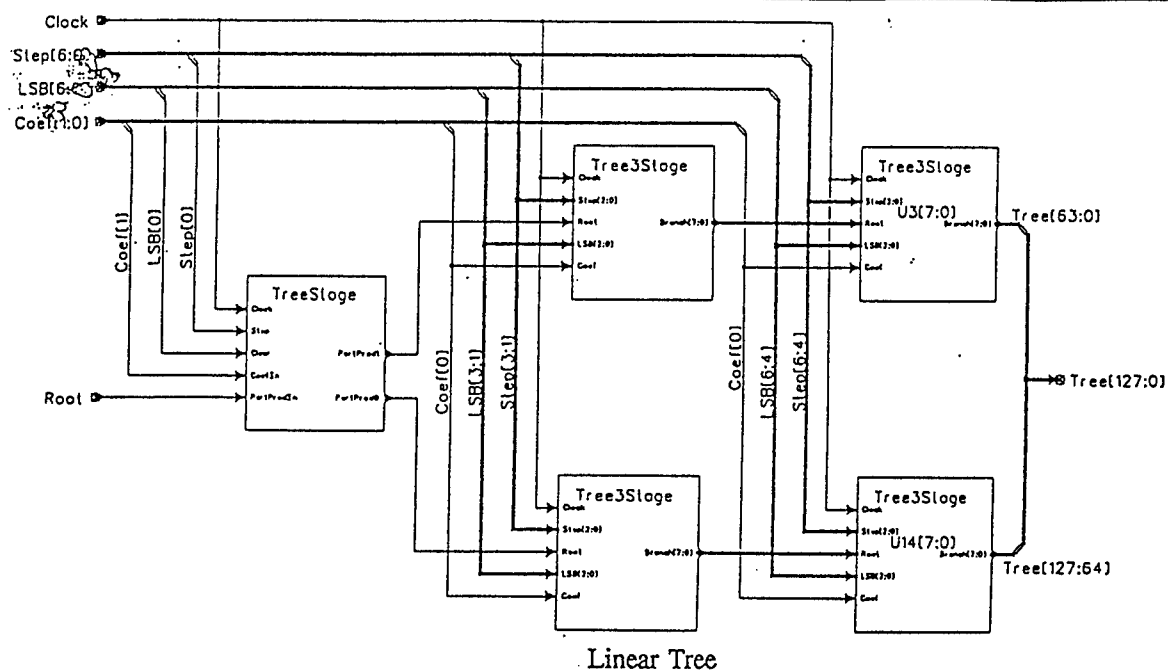 Clock
Step[6:0]
LSB[6:0]
Coef[1:0]
Coef[1]
LSB[0]
Step[0]
TreeStage
Clock
Step
Clear
CoefIn
PartProdIn
PartProd1
PartProd0
Root
Tree3Stage
Clock
Step[2:0]
Root
LSB[2:0]
Coef
Branch[7:0]
Coef[0]
LSB[3:1]
Step[3:1]
Tree3Stage
Clock
Step[2:0]
Root
LSB[2:0]
Coef
Branch[7:0]
Coef[0]
LSB[6:4]
Step[6:4]
Tree3Stage
U3[7:0]
Clock
Step[2:0]
Root
LSB[2:0]
Coef
Branch[7:0]
Tree[63:0]
Tree[127:0]
Tree3Stage
U14[7:0]
Clock
Step[2:0]
Root
LSB[2:0]
Coef
Branch[7:0]
Tree[127:64]
Linear Tree